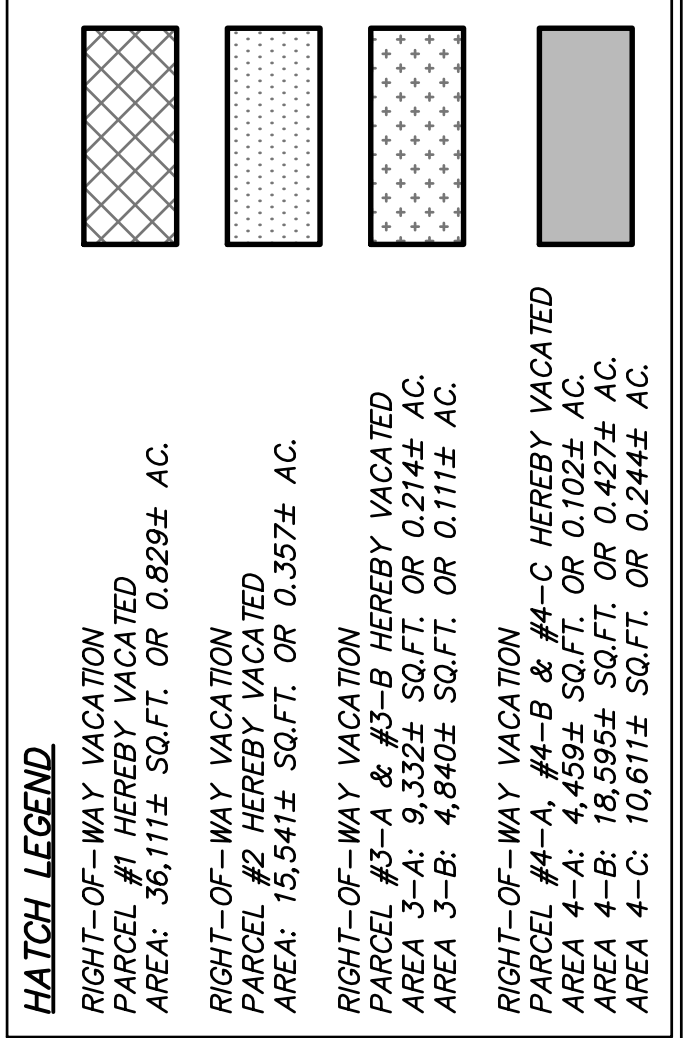 HATCH LEGEND
RIGHT-OF-WAY VACATION
PARCEL #1 HEREBY VACATED
AREA: 36,111± SQ.FT. OR 0.829± AC.
RIGHT-OF-WAY VACATION
PARCEL #2 HEREBY VACATED
AREA: 15,541± SQ.FT. OR 0.357± AC.
RIGHT-OF-WAY VACATION
PARCEL #3-A & #3-B HEREBY VACATED
AREA 3-A: 9,332± SQ.FT. OR 0.214± AC.
AREA 3-B: 4,840± SQ.FT. OR 0.111± AC.
RIGHT-OF-WAY VACATION
PARCEL #4-A, #4-B & #4-C HEREBY VACATED
AREA 4-A: 4,459± SQ.FT. OR 0.102± AC.
AREA 4-B: 18,595± SQ.FT. OR 0.427± AC.
AREA 4-C: 10,611± SQ.FT. OR 0.244± AC.